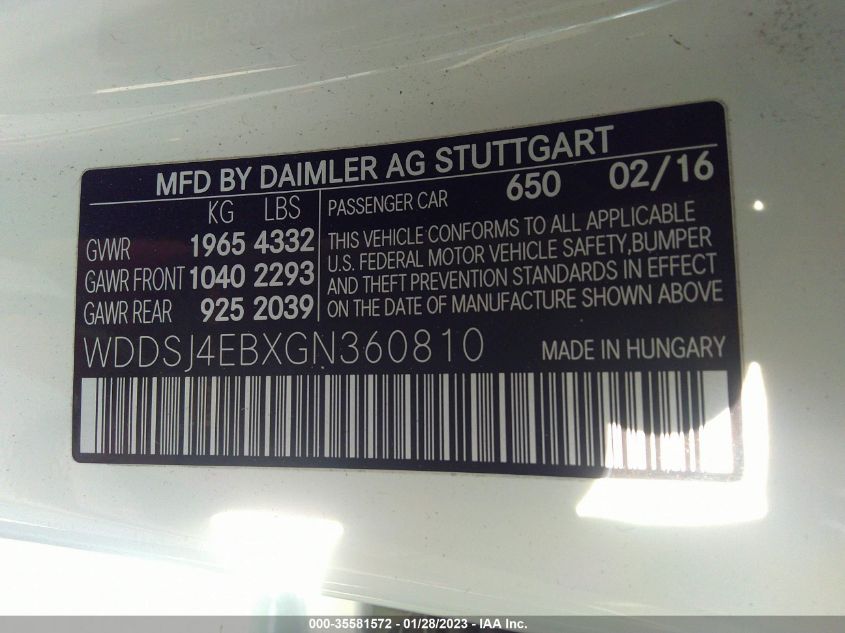 MFD BY DAIMLER AG STUTTGART
KG LBS
GVWR 1965 4332
GAWR FRONT 1040 2293
GAWR REAR 925 2039
PASSENGER CAR 650 02/16
THIS VEHICLE CONFORMS TO ALL APPLICABLE
U.S. FEDERAL MOTOR VEHICLE SAFETY,BUMPER
AND THEFT PREVENTION STANDARDS IN EFFECT
ON THE DATE OF MANUFACTURE SHOWN ABOVE
WDDSJ4EBXGN360810 MADE IN HUNGARY
000-35581572 - 01/28/2023 - IAA Inc.